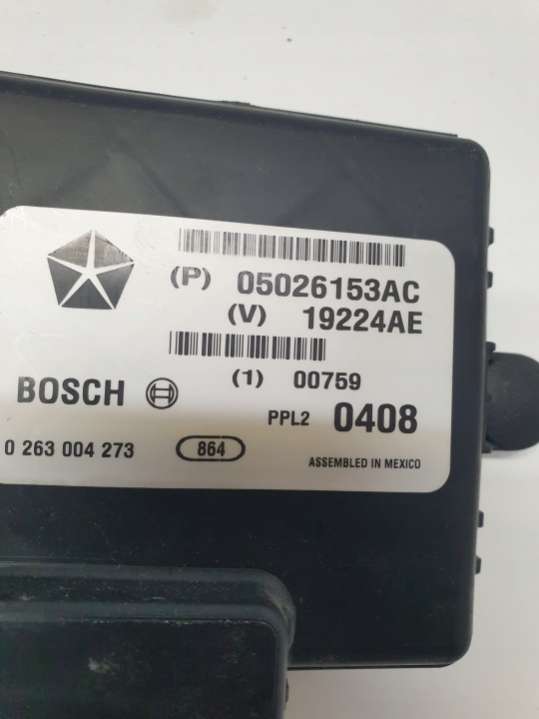 (P) 05026153AC
(V) 19224AE
(1) 00759
BOSCH
PPL2 0408
0 263 004 273
864
ASSEMBLED IN MEXICO